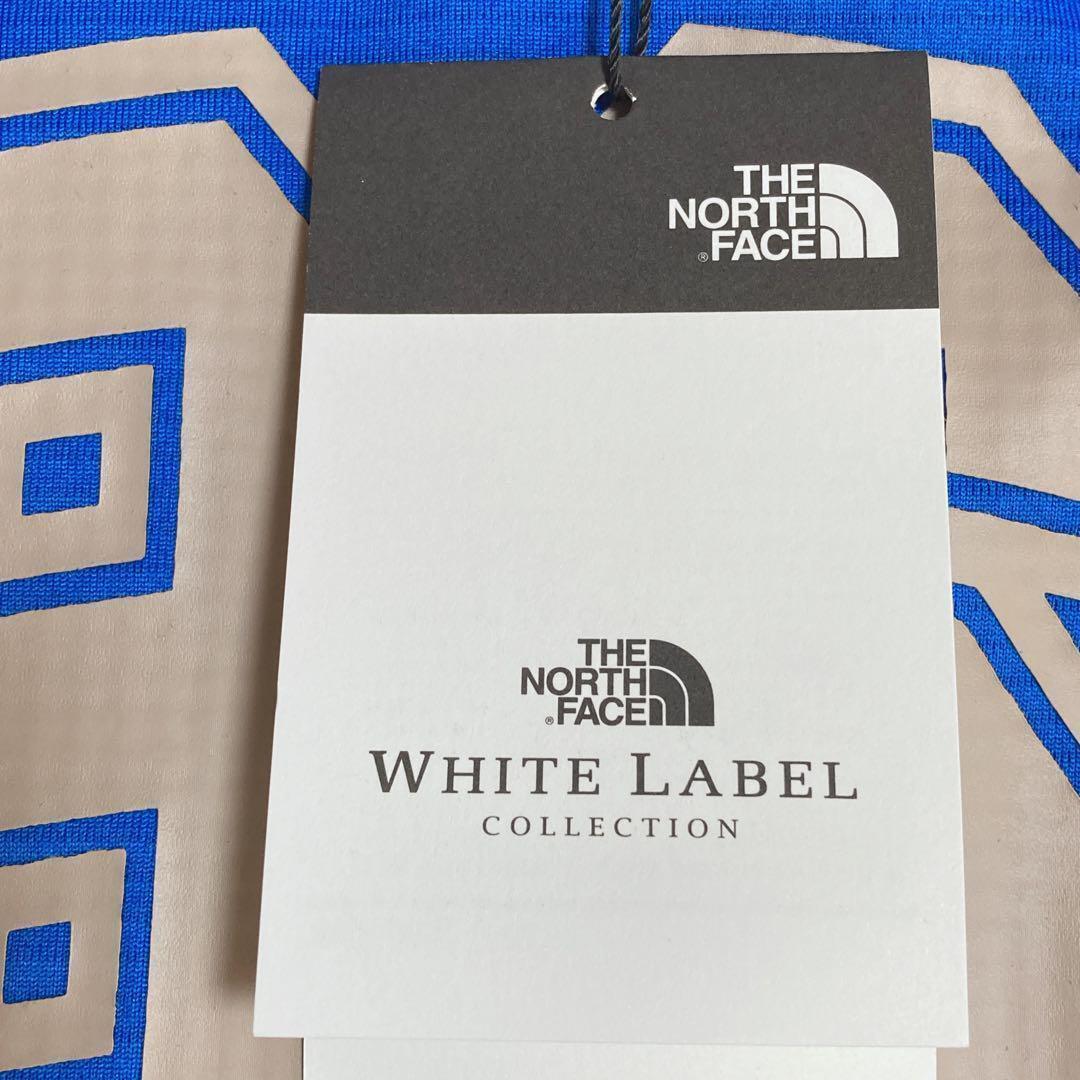 THE
NORTH
® FACE
THE
NORTH
® FACE
WHITE LABEL
COLLECTION